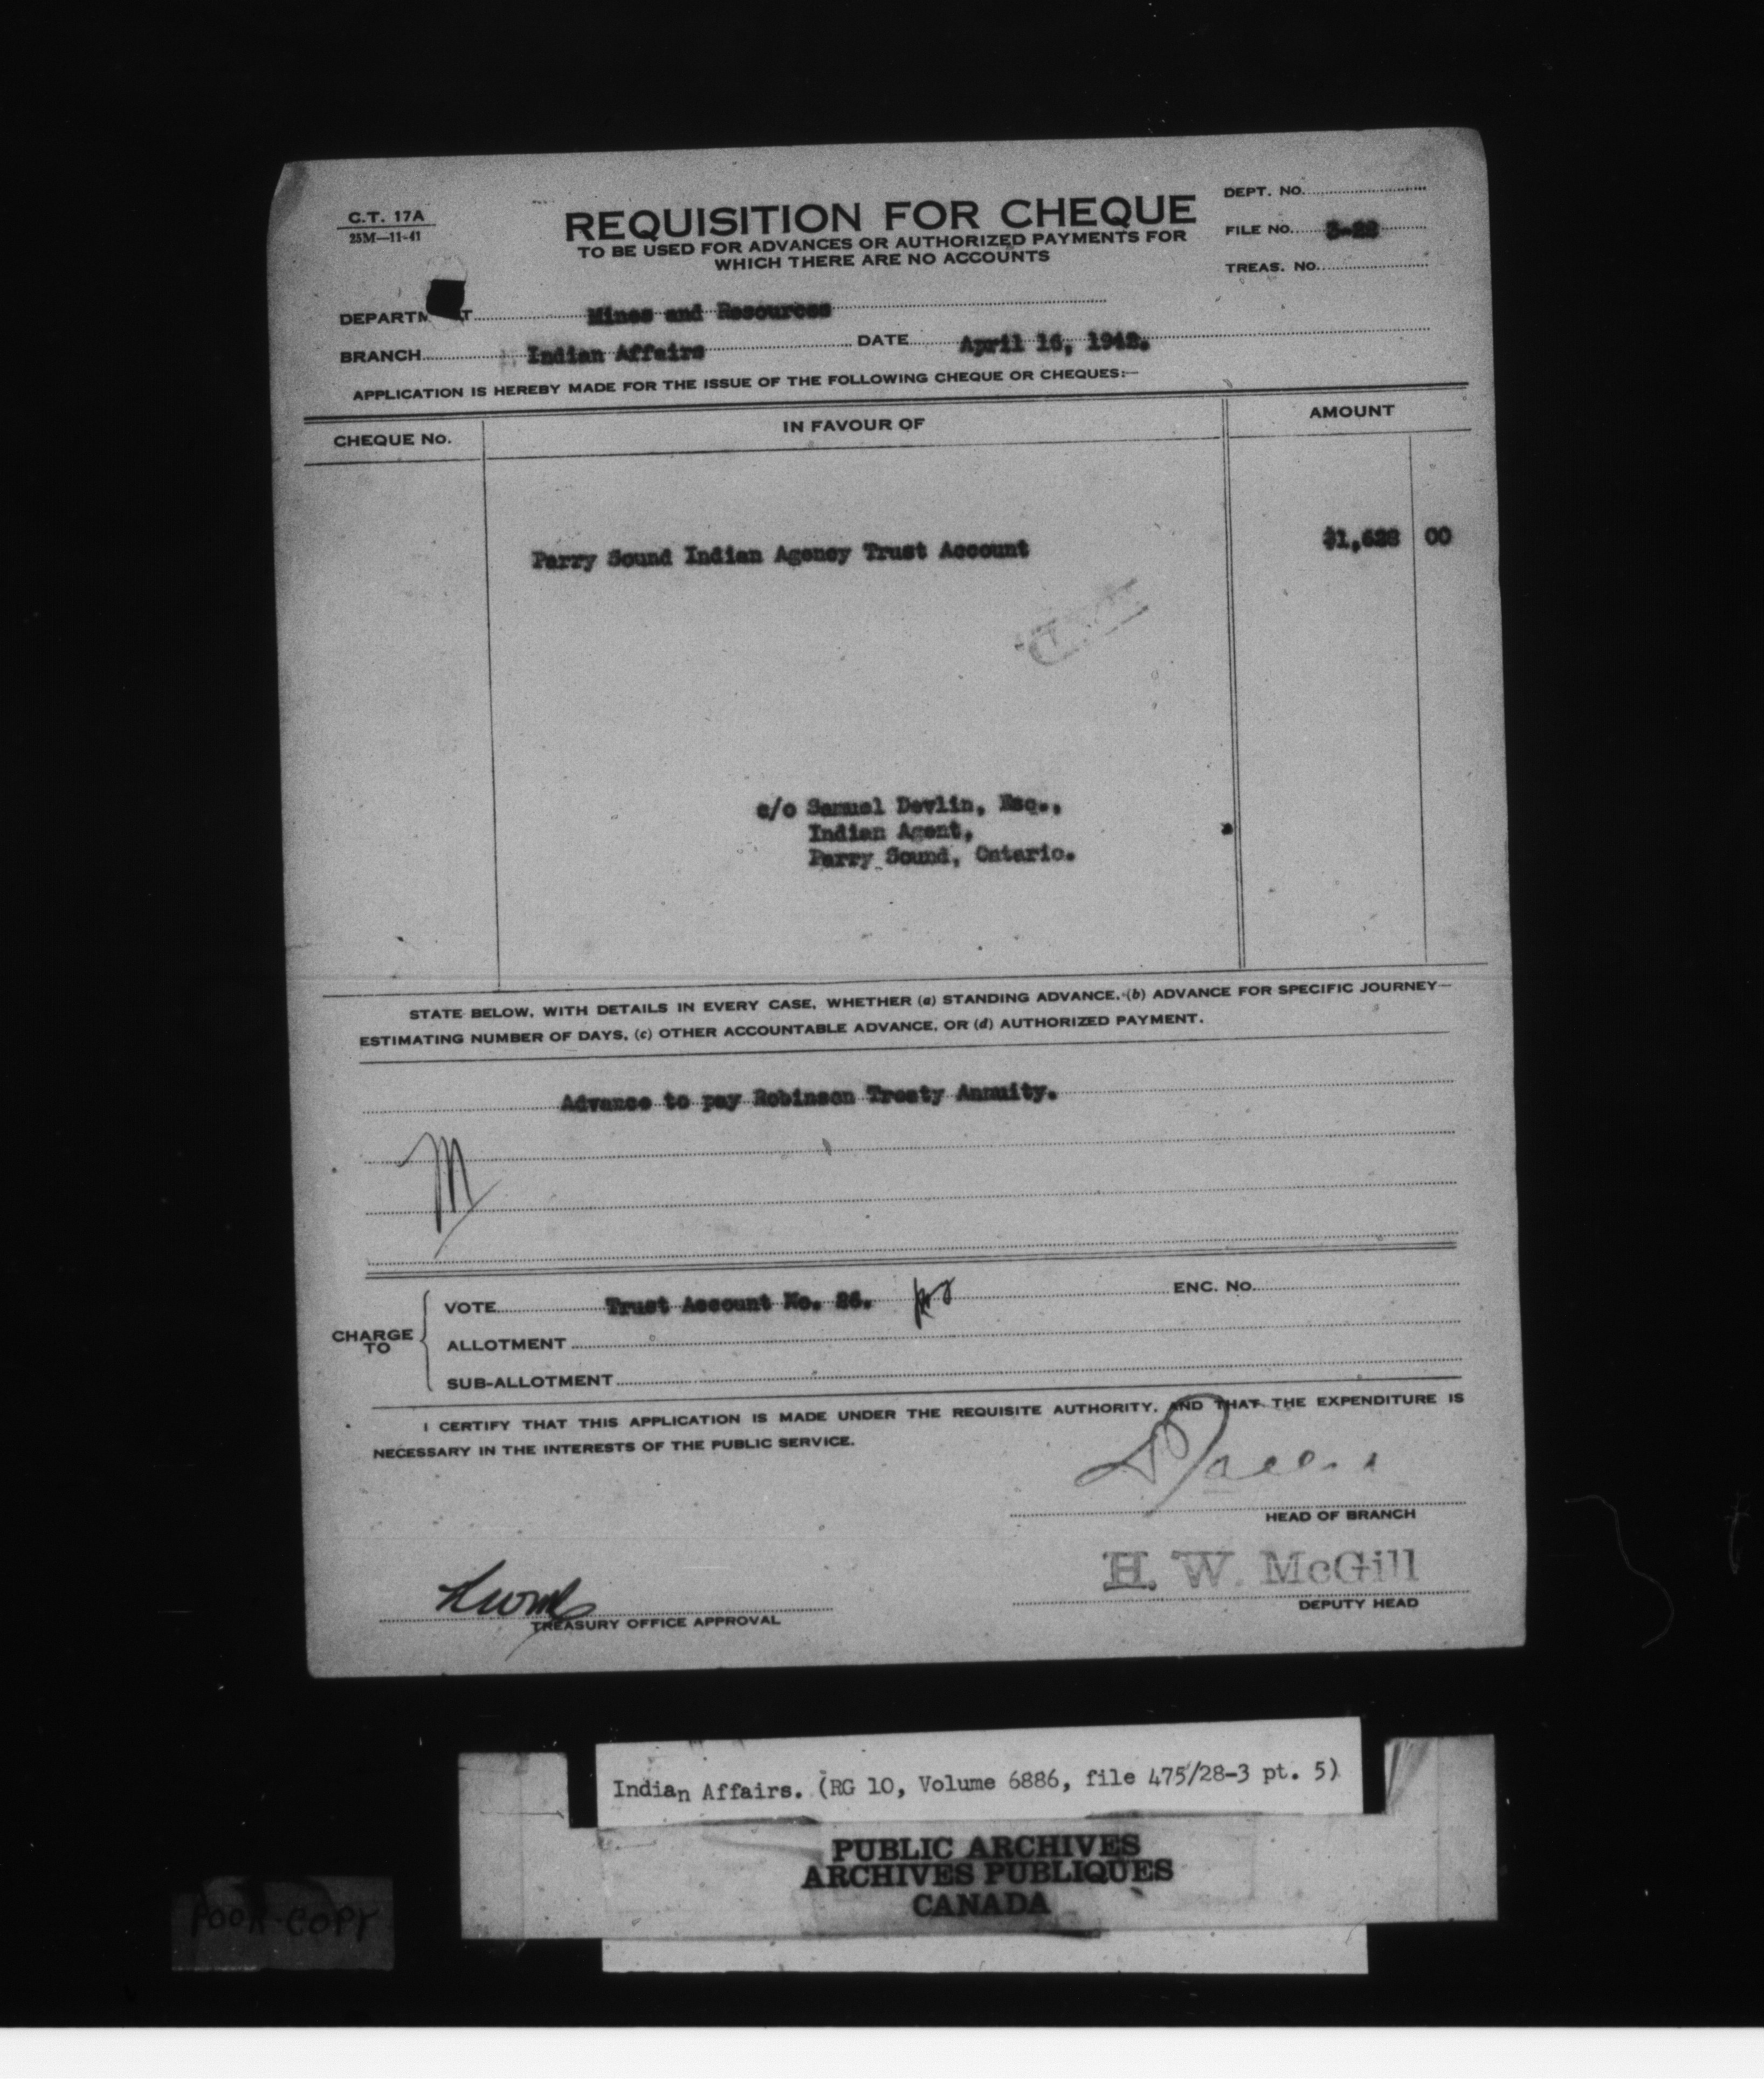 C.T. 17A
25M—11-41
REQUISITION FOR CHEQUE
TO BE USED FOR ADVANCES OR AUTHORIZED PAYMENTS FOR
WHICH THERE ARE NO ACCOUNTS
DEPT. NO.
FILE NO.
TREAS. NO.
DEPARTM T Mines and Resources
BRANCH Indian Affairs DATE April 16, 1942.
APPLICATION IS HEREBY MADE FOR THE ISSUE OF THE FOLLOWING CHEQUE OR CHEQUES:—
CHEQUE No. IN FAVOUR OF AMOUNT
Parry Sound Indian Agency Trust Account $1,628 00
c/o Samuel Devlin, Esq.,
Indian Agent,
Parry Sound, Ontario.
STATE BELOW, WITH DETAILS IN EVERY CASE, WHETHER (a) STANDING ADVANCE, (b) ADVANCE FOR SPECIFIC JOURNEY—
ESTIMATING NUMBER OF DAYS, (c) OTHER ACCOUNTABLE ADVANCE, OR (d) AUTHORIZED PAYMENT.
Advance to pay Robinson Treaty Annuity.
M
CHARGE TO
VOTE Trust Account No. 26. ENC. No.
ALLOTMENT
SUB-ALLOTMENT
I CERTIFY THAT THIS APPLICATION IS MADE UNDER THE REQUISITE AUTHORITY, AND THAT THE EXPENDITURE IS
NECESSARY IN THE INTERESTS OF THE PUBLIC SERVICE.
HEAD OF BRANCH
H. W. McGill
DEPUTY HEAD
TREASURY OFFICE APPROVAL
Indian Affairs. (RG 10, Volume 6886, file 475/28-3 pt. 5)
PUBLIC ARCHIVES
ARCHIVES PUBLIQUES
CANADA
POOR COPY